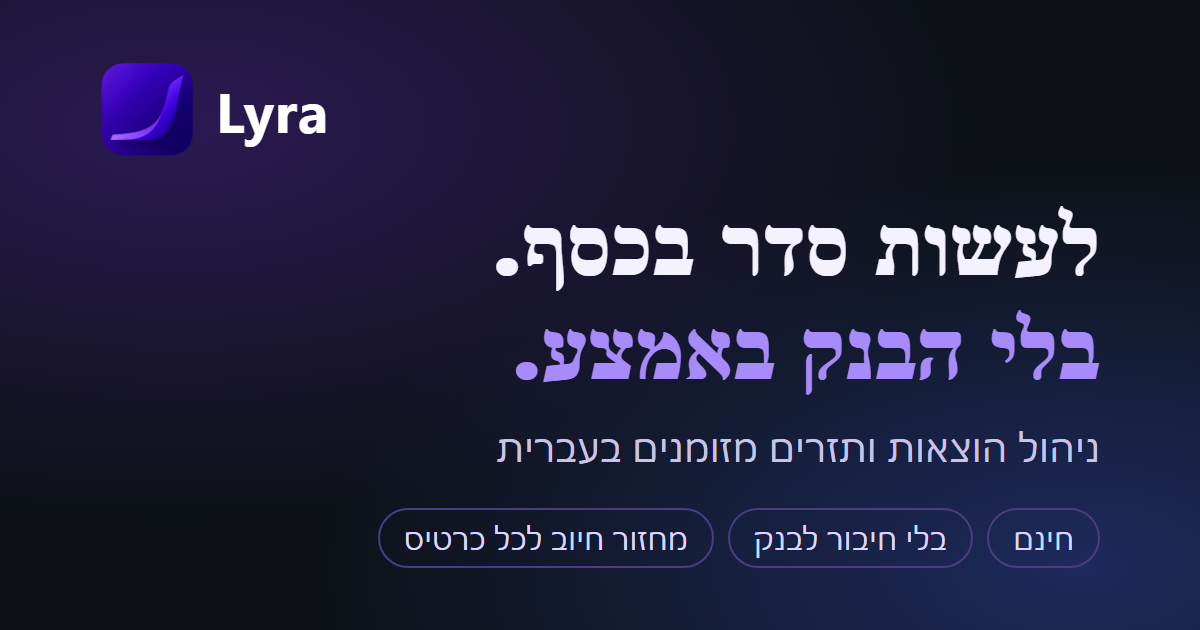 Lyra
לעשות סדר בכסף.
בלי הבנק באמצע.
ניהול הוצאות ותזרים מזומנים בעברית
חינם
בלי חיבור לבנק
מחזור חיוב לכל כרטיס